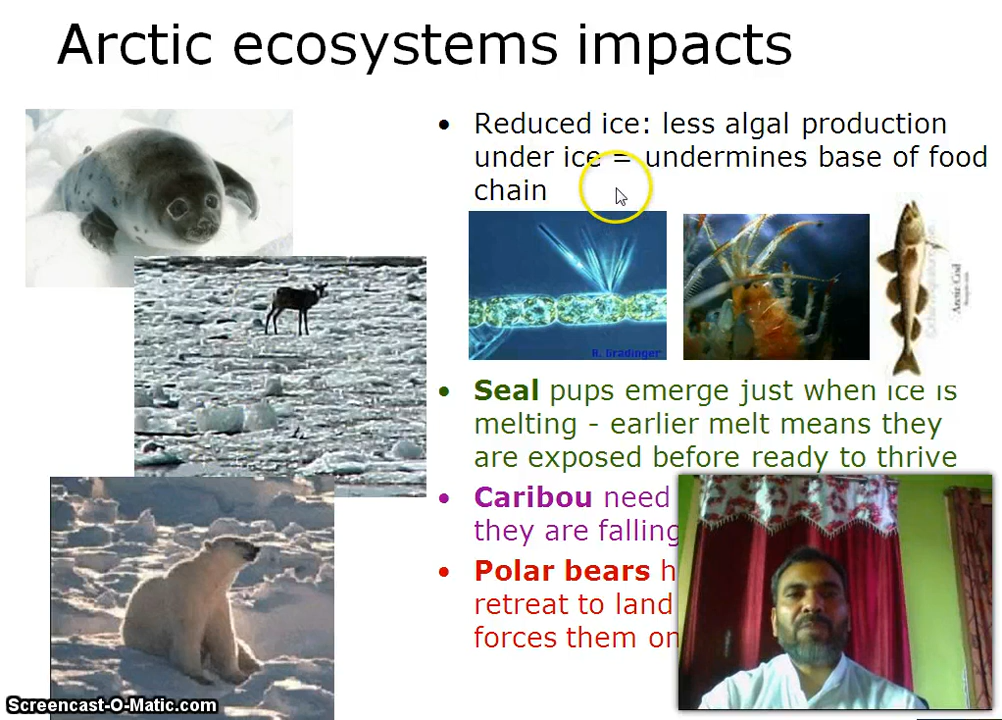 Arctic ecosystems impacts
• Reduced ice: less algal production
under ice = undermines base of food
chain
R. Gradinger
Arctic Cod
• Seal pups emerge just when ice is
melting - earlier melt means they
are exposed before ready to thrive
• Caribou need
they are falling
• Polar bears h
retreat to land
forces them on
Screencast-O-Matic.com